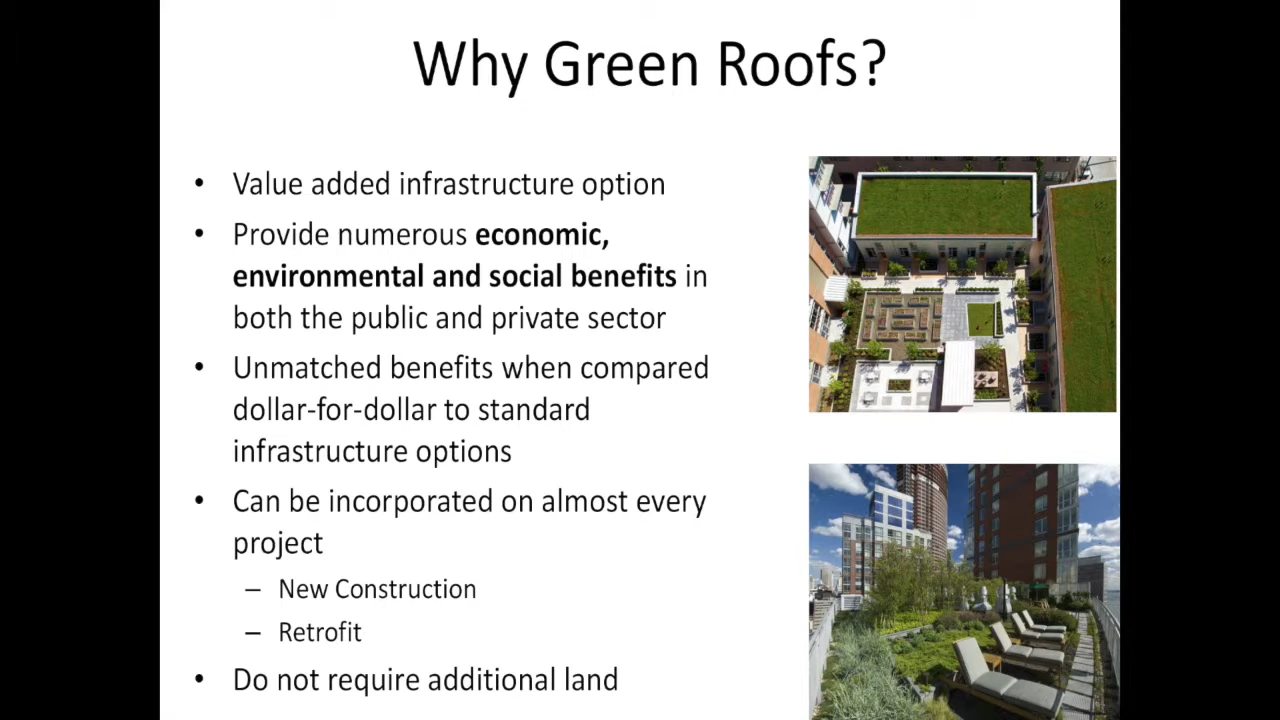 Why Green Roofs?
• Value added infrastructure option
• Provide numerous economic,
environmental and social benefits in
both the public and private sector
• Unmatched benefits when compared
dollar-for-dollar to standard
infrastructure options
• Can be incorporated on almost every
project
– New Construction
– Retrofit
• Do not require additional land